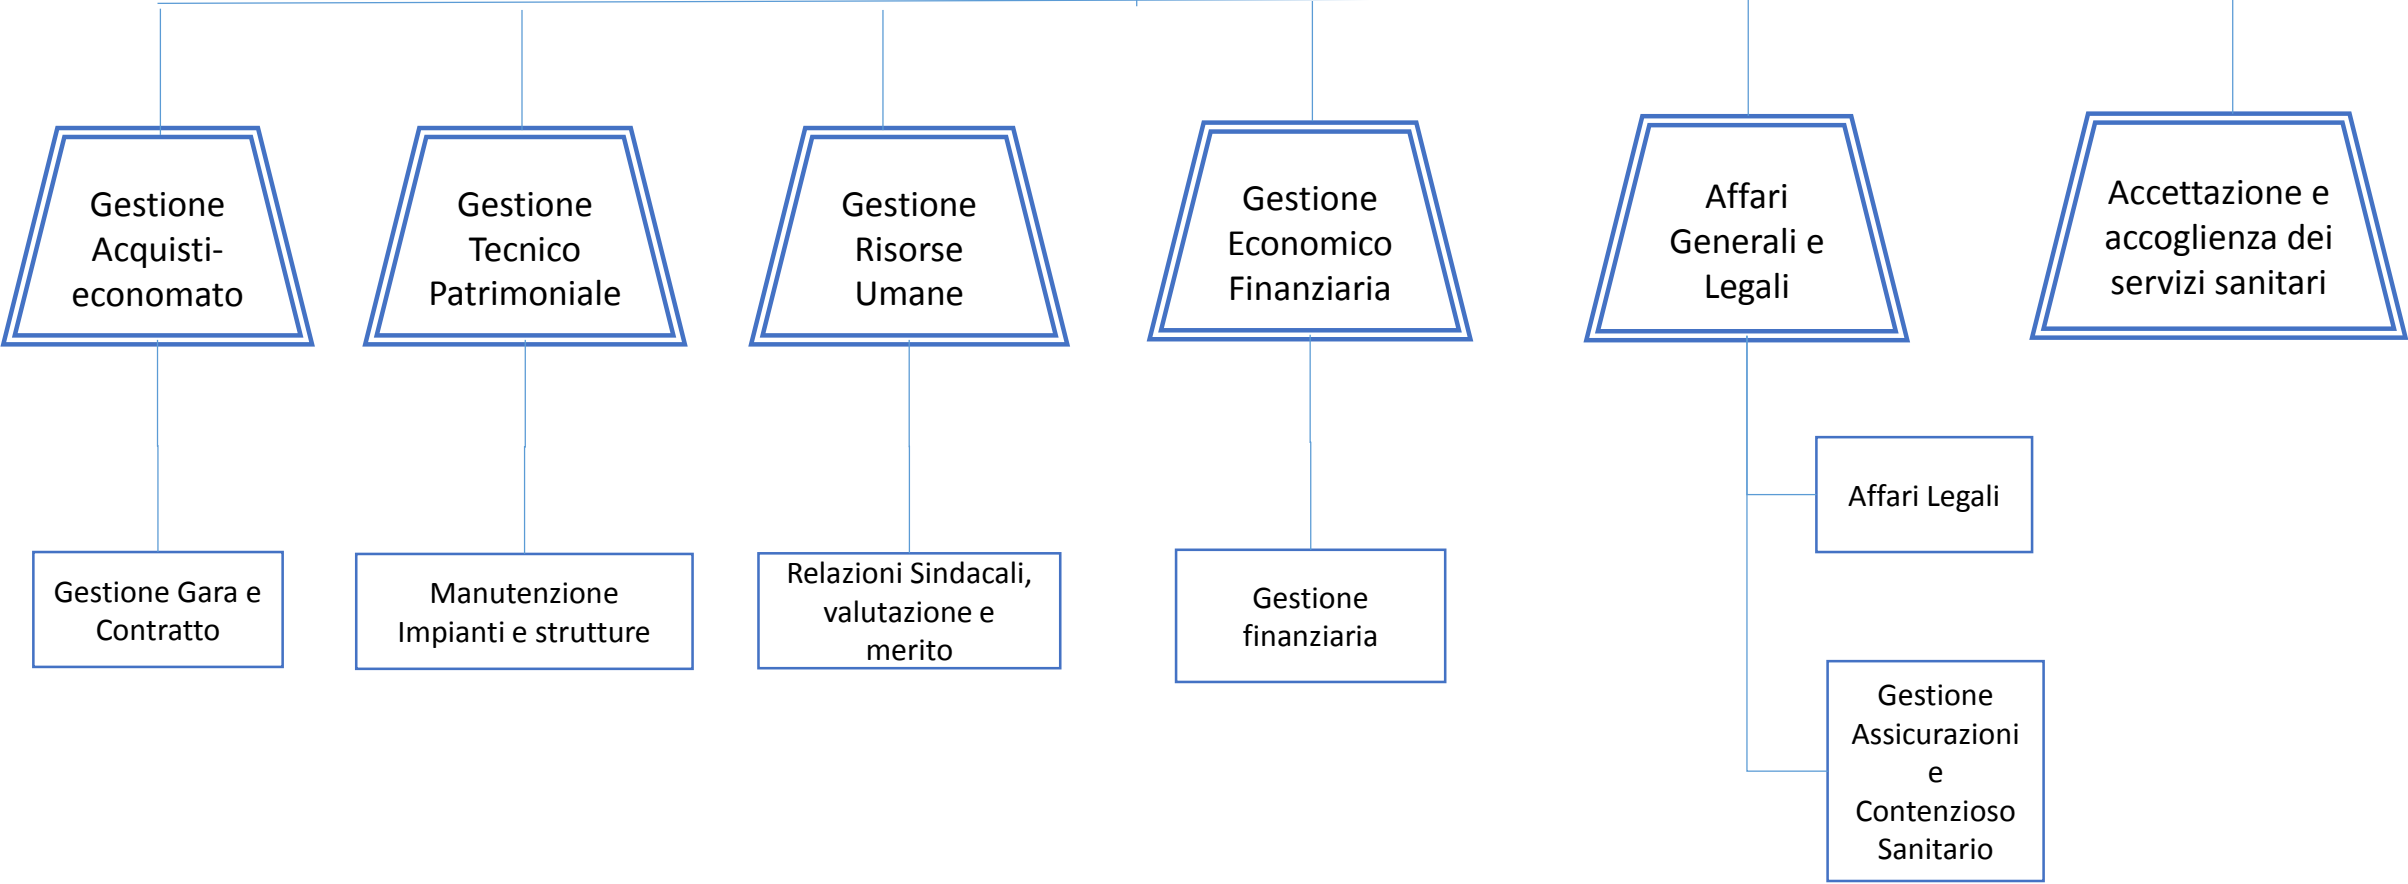 Gestione
Acquisti-
economato
Gestione
Tecnico
Patrimoniale
Gestione
Risorse
Umane
Gestione
Economico
Finanziaria
Affari
Generali e
Legali
Accettazione e
accoglienza dei
servizi sanitari
Gestione Gara e
Contratto
Manutenzione
Impianti e strutture
Relazioni Sindacali,
valutazione e
merito
Gestione
finanziaria
Affari Legali
Gestione
Assicurazioni
e
Contenzioso
Sanitario